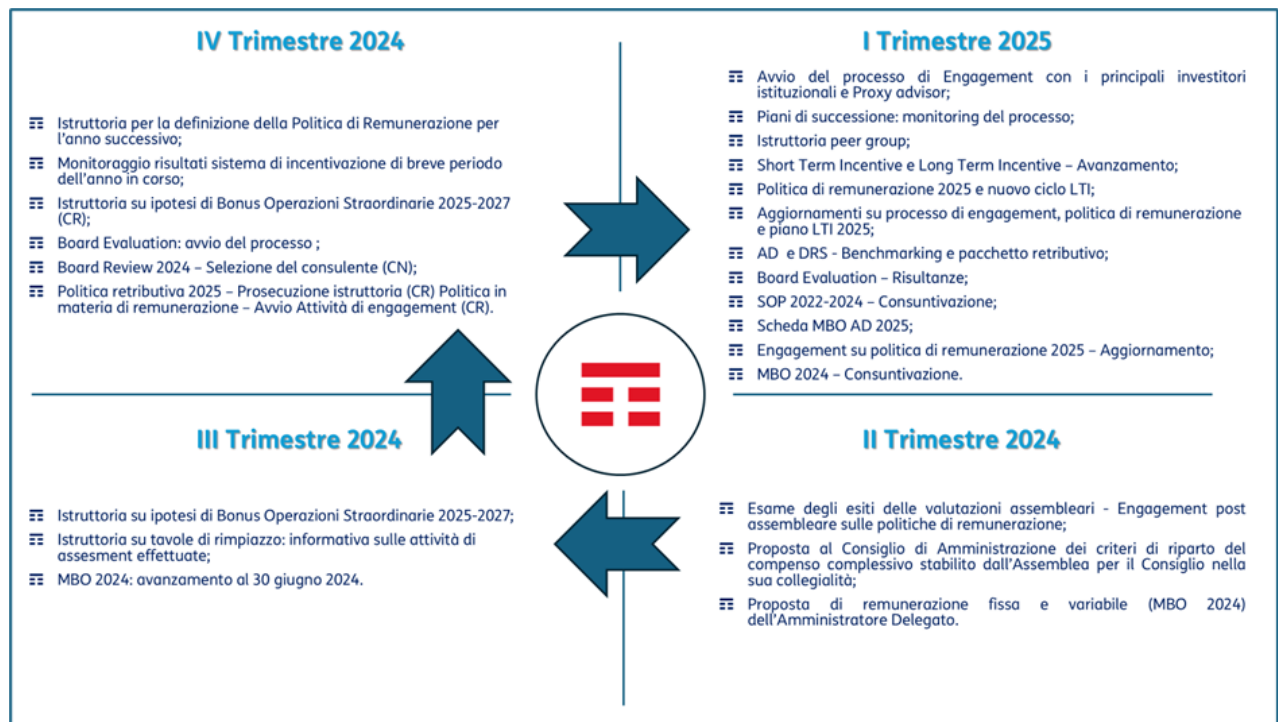 IV Trimestre 2024
Istruttoria per la definizione della Politica di Remunerazione per
l'anno successivo;
Monitoraggio risultati sistema di incentivazione di breve periodo
dell'anno in corso;
Istruttoria su ipotesi di Bonus Operazioni Straordinarie 2025-2027
(CR);
Board Evaluation: avvio del processo ;
Board Review 2024 – Selezione del consulente (CN);
Politica retributiva 2025 – Prosecuzione istruttoria (CR) Politica in
materia di remunerazione – Avvio Attività di engagement (CR).
I Trimestre 2025
Avvio del processo di Engagement con i principali investitori
istituzionali e Proxy advisor;
Piani di successione: monitoring del processo;
Istruttoria peer group;
Short Term Incentive e Long Term Incentive – Avanzamento;
Politica di remunerazione 2025 e nuovo ciclo LTI;
Aggiornamenti su processo di engagement, politica di remunerazione
e piano LTI 2025;
AD e DRS - Benchmarking e pacchetto retributivo;
Board Evaluation – Risultanze;
SOP 2022-2024 – Consuntivazione;
Scheda MBO AD 2025;
Engagement su politica di remunerazione 2025 – Aggiornamento;
MBO 2024 – Consuntivazione.
III Trimestre 2024
Istruttoria su ipotesi di Bonus Operazioni Straordinarie 2025-2027;
Istruttoria su tavole di rimpiazzo: informativa sulle attività di
assesment effettuate;
MBO 2024: avanzamento al 30 giugno 2024.
II Trimestre 2024
Esame degli esiti delle valutazioni assembleari - Engagement post
assembleare sulle politiche di remunerazione;
Proposta al Consiglio di Amministrazione dei criteri di riparto del
compenso complessivo stabilito dall'Assemblea per il Consiglio nella
sua collegialità;
Proposta di remunerazione fissa e variabile (MBO 2024)
dell'Amministratore Delegato.